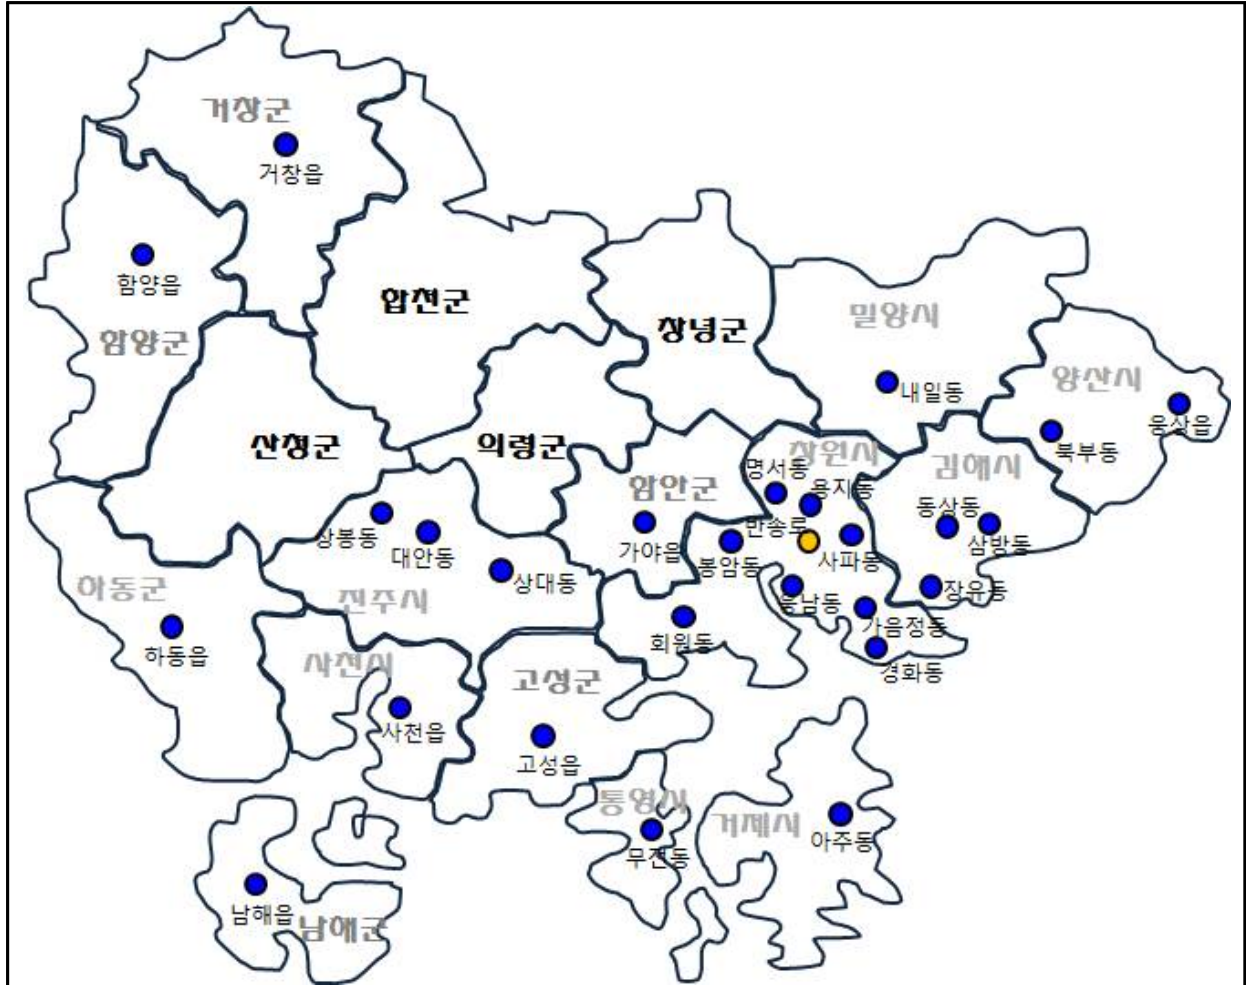 거창군
거창읍
함양읍
합천군
창녕군
밀양시
함양군
양산시
내일동
웅상읍
북부동
산청군
의령군
창원시
김해시
명서동
함안군
용지동
동상동
상봉동
대안동
가야읍
반송로
봉암동
사파동
삼방동
상대동
하동군
진주시
웅남동
장유동
가음정동
하동읍
회원동
경화동
사천시
고성군
사천읍
고성읍
통영시
거제시
무전동
아주동
남해읍
남해군